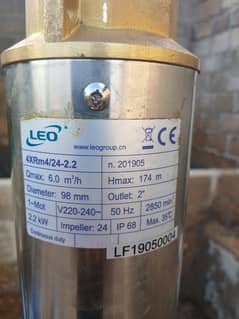 LEO
www.leogroup.cn
CE
4XRm4/24-2.2
n. 201905
Qmax: 6.0 m³/h
Hmax: 174 m
Diameter: 98 mm
Outlet: 2"
1~Mot
V220-240~
50 Hz
2850 /min
2.2 kW
Impeller: 24
IP 68
Max. 35℃
Continuous duty
LF19050004